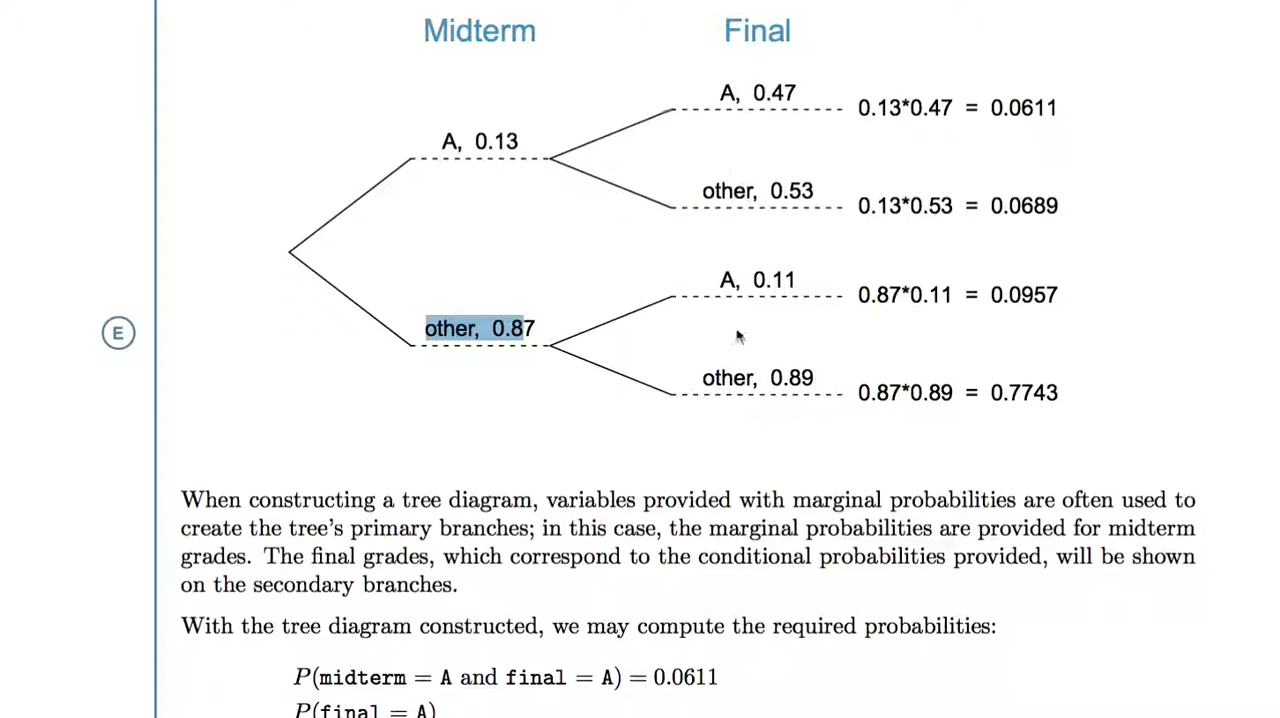 Midterm Final
A, 0.47
0.13*0.47 = 0.0611
A, 0.13
other, 0.53
0.13*0.53 = 0.0689
A, 0.11
0.87*0.11 = 0.0957
E
other, 0.87
other, 0.89
0.87*0.89 = 0.7743
When constructing a tree diagram, variables provided with marginal probabilities are often used to
create the tree's primary branches; in this case, the marginal probabilities are provided for midterm
grades. The final grades, which correspond to the conditional probabilities provided, will be shown
on the secondary branches.
With the tree diagram constructed, we may compute the required probabilities:
P(midterm = A and final = A) = 0.0611
P(final = A)